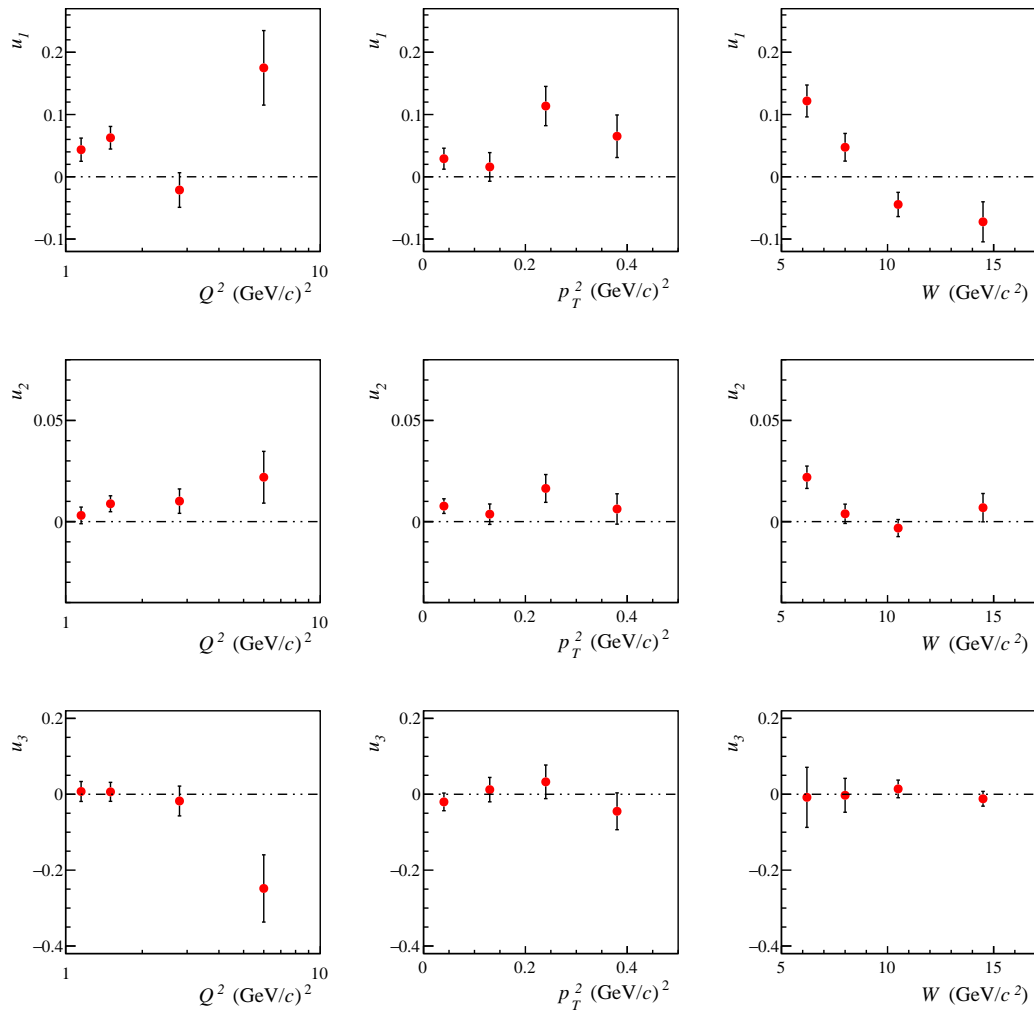 u₁ u₁ u₁
0.2 0.2 0.2
0.1 0.1 0.1
0 0 0
−0.1 −0.1 −0.1
1 10 0 0.2 0.4 5 10 15
Q² (GeV/c)² p_T² (GeV/c)² W (GeV/c²)
u₂ u₂ u₂
0.05 0.05 0.05
0 0 0
1 10 0 0.2 0.4 5 10 15
Q² (GeV/c)² p_T² (GeV/c)² W (GeV/c²)
0.2 0.2 0.2
u₃ u₃ u₃
0 0 0
−0.2 −0.2 −0.2
−0.4 −0.4 −0.4
1 10 0 0.2 0.4 5 10 15
Q² (GeV/c)² p_T² (GeV/c)² W (GeV/c²)